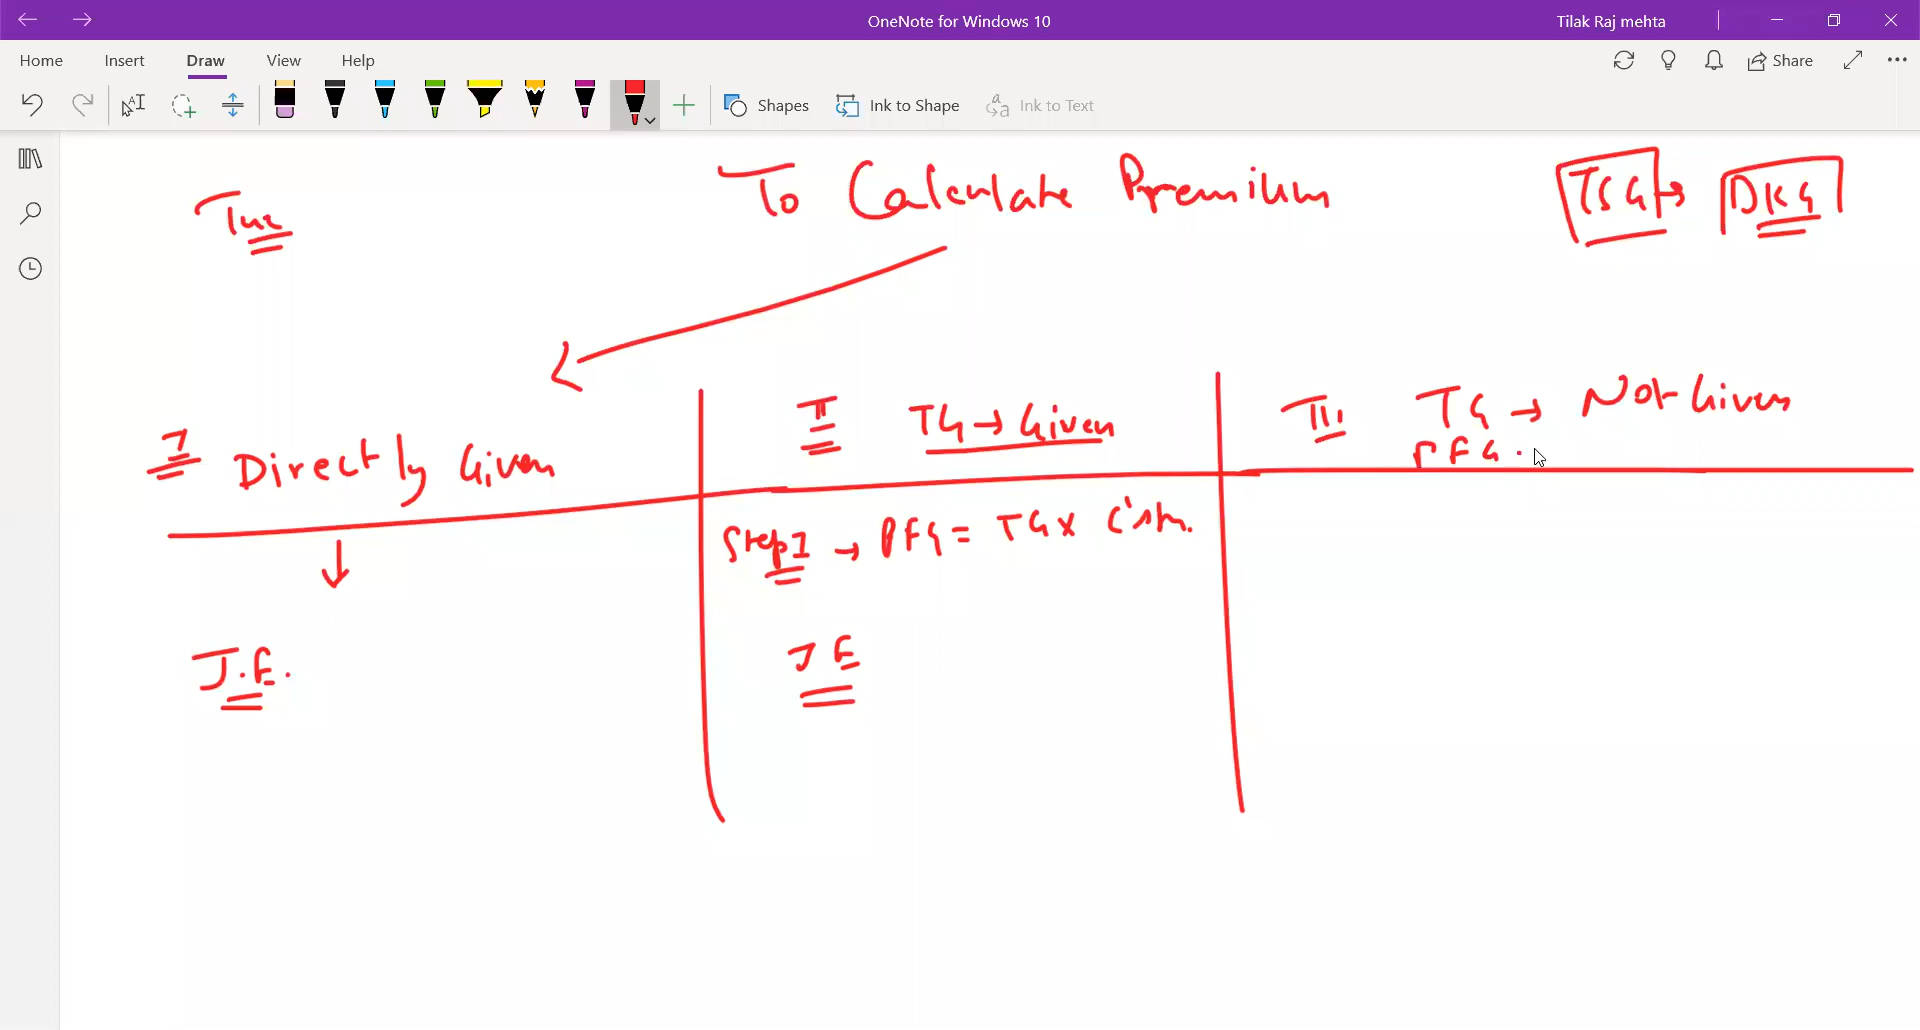 OneNote for Windows 10
Tilak Raj mehta
Home Insert Draw View Help
Share
Shapes Ink to Shape Ink to Text
To Calculate Premium
TSG → DKG
I Directly Given
II TG → Given
III TG → Not Given
PFG.
Step I → PFG = TG x
J.E.
JE